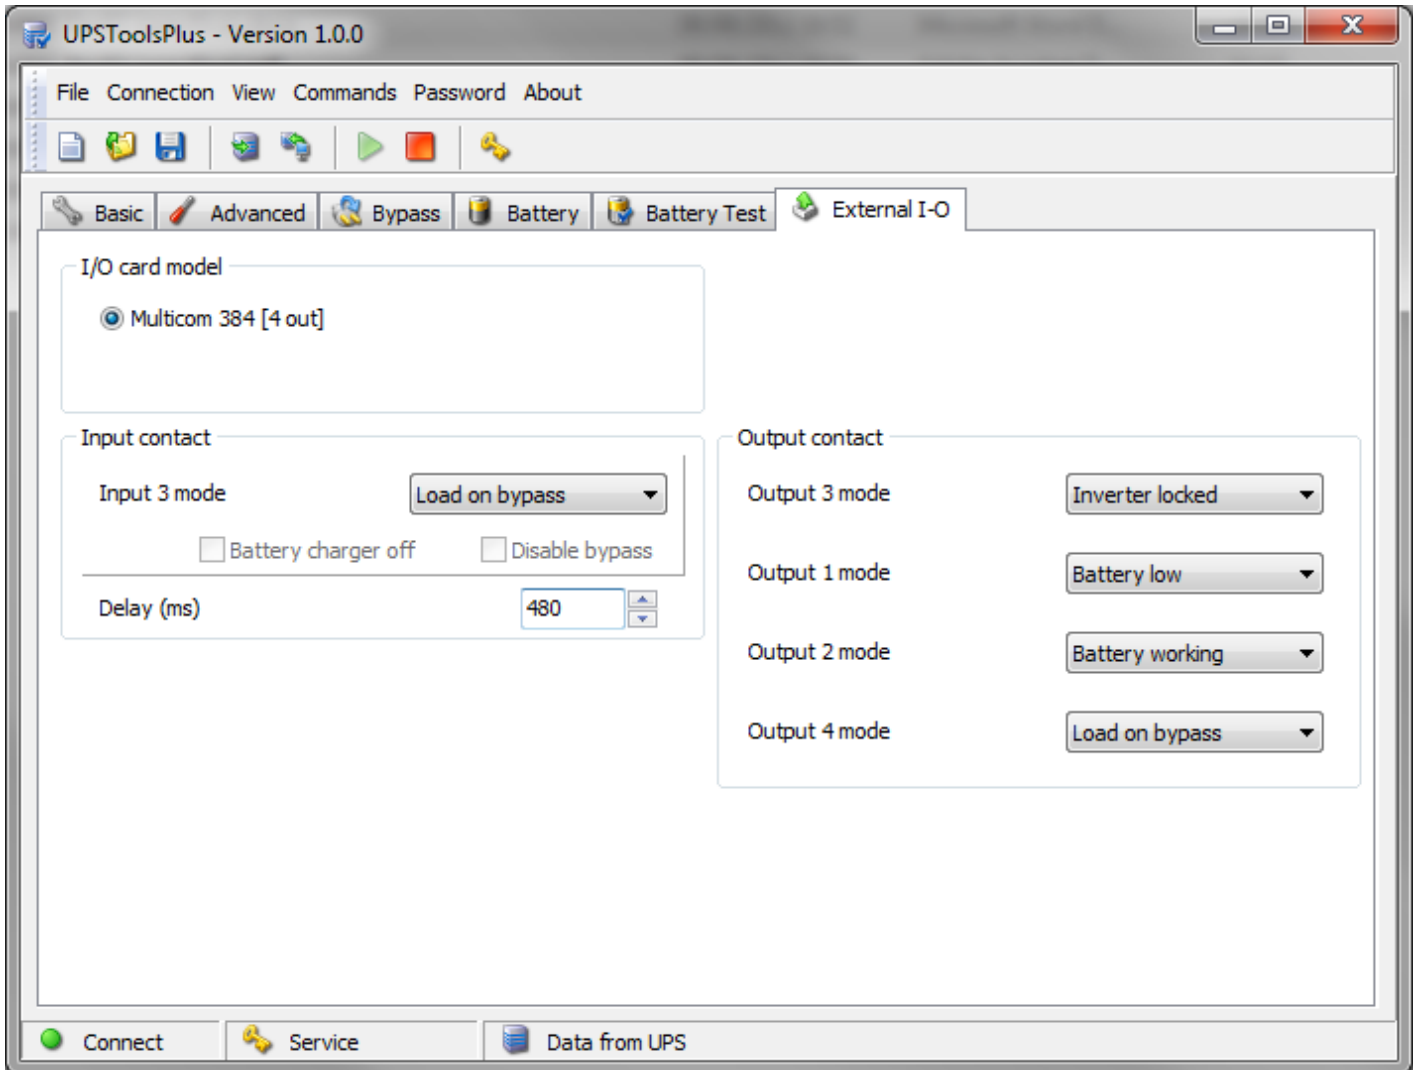 UPSToolsPlus - Version 1.0.0
File Connection View Commands Password About
Basic Advanced Bypass Battery Battery Test External I-O
I/O card model
Multicom 384 [4 out]
Input contact
Input 3 mode Load on bypass
Battery charger off Disable bypass
Delay (ms) 480
Output contact
Output 3 mode Inverter locked
Output 1 mode Battery low
Output 2 mode Battery working
Output 4 mode Load on bypass
Connect Service Data from UPS